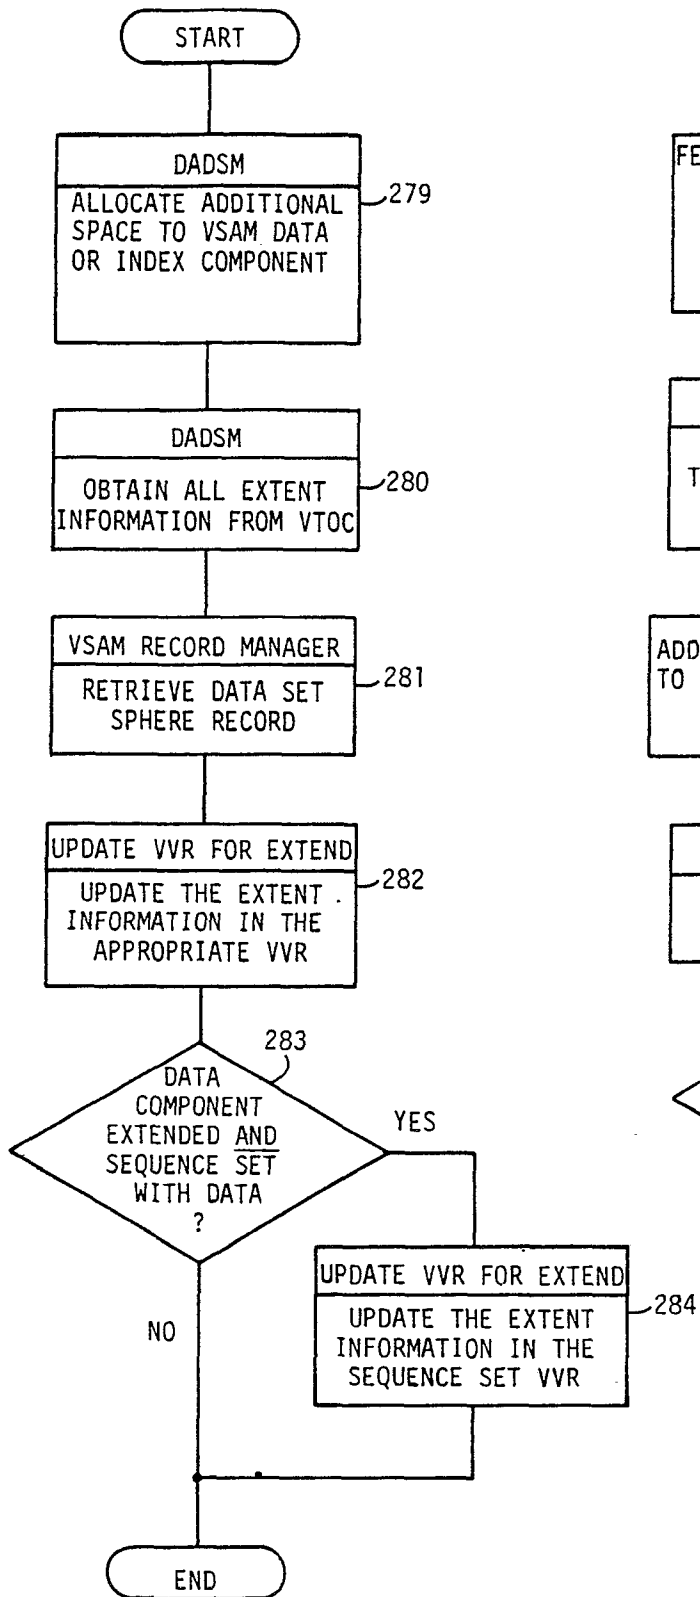 START
DADSM
ALLOCATE ADDITIONAL
SPACE TO VSAM DATA
OR INDEX COMPONENT
279
DADSM
OBTAIN ALL EXTENT
INFORMATION FROM VTOC
280
VSAM RECORD MANAGER
RETRIEVE DATA SET
SPHERE RECORD
281
UPDATE VVR FOR EXTEND
UPDATE THE EXTENT
INFORMATION IN THE
APPROPRIATE VVR
282
283
DATA
COMPONENT
EXTENDED AND
SEQUENCE SET
WITH DATA
?
YES
NO
UPDATE VVR FOR EXTEND
UPDATE THE EXTENT
INFORMATION IN THE
SEQUENCE SET VVR
284
END
FE
T
ADD
TO